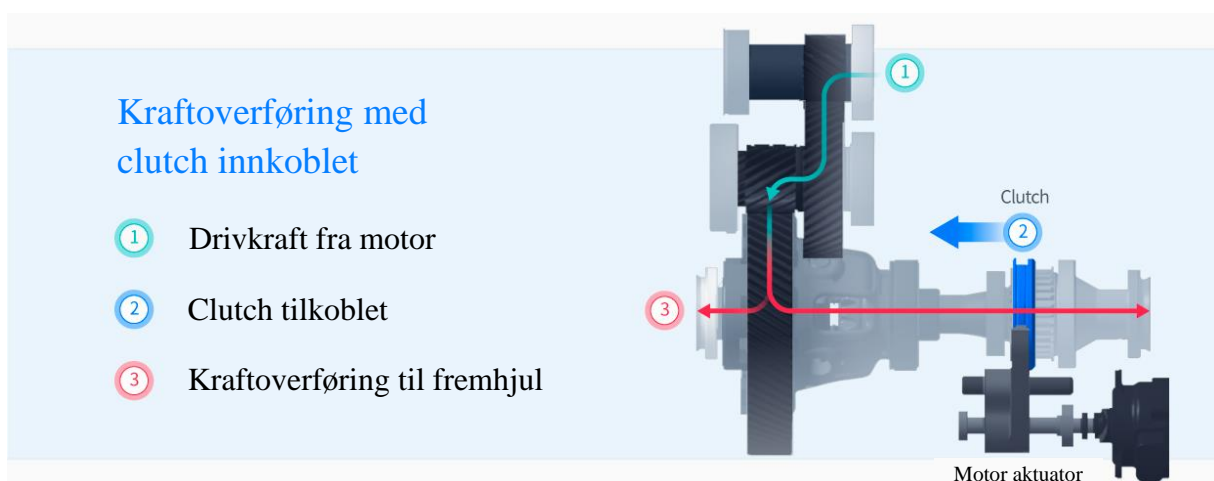 Kraftoverføring med
clutch innkoblet
1 Drivkraft fra motor
2 Clutch tilkoblet
3 Kraftoverføring til fremhjul
1
Clutch
2
3
Motor aktuator